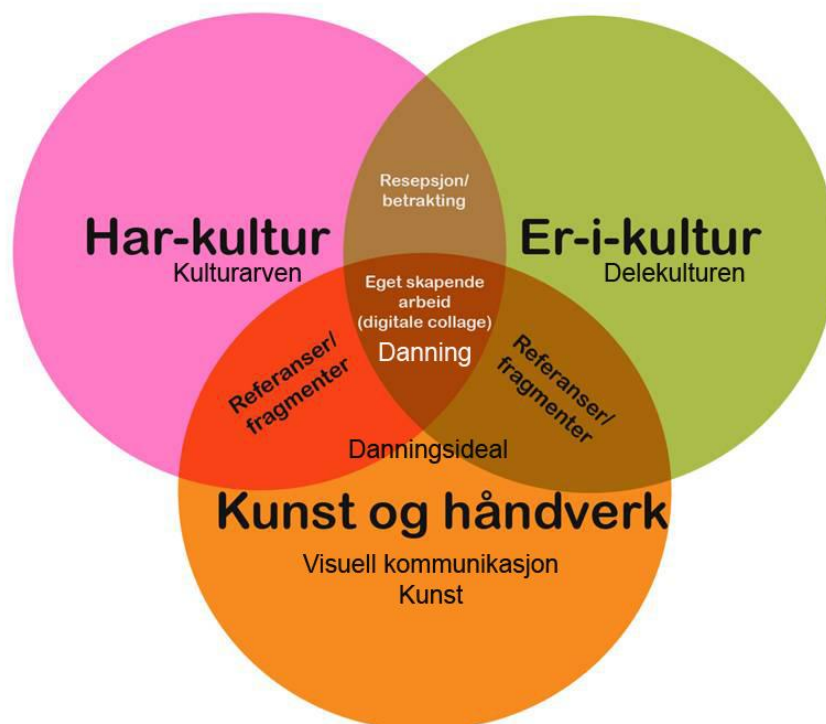 Resepsjon/
betrakting
Har-kultur
Kulturarven
Er-i-kultur
Delekulturen
Eget skapende
arbeid
(digitale collage)
Danning
Referanser/
fragmenter
Referanser/
fragmenter
Danningsideal
Kunst og håndverk
Visuell kommunikasjon
Kunst